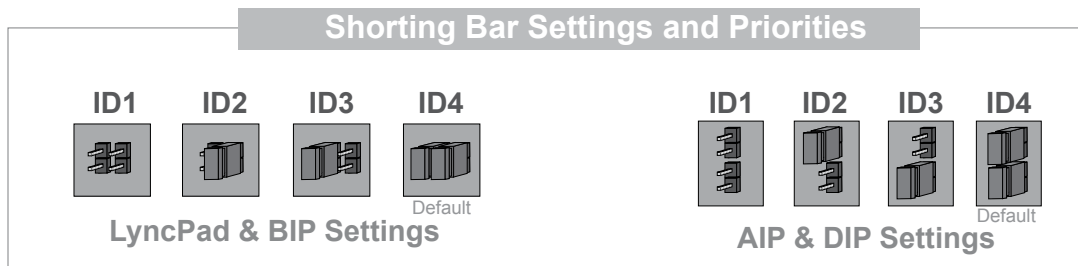 Shorting Bar Settings and Priorities
ID1 ID2 ID3 ID4
Default
LyncPad & BIP Settings
ID1 ID2 ID3 ID4
Default
AIP & DIP Settings